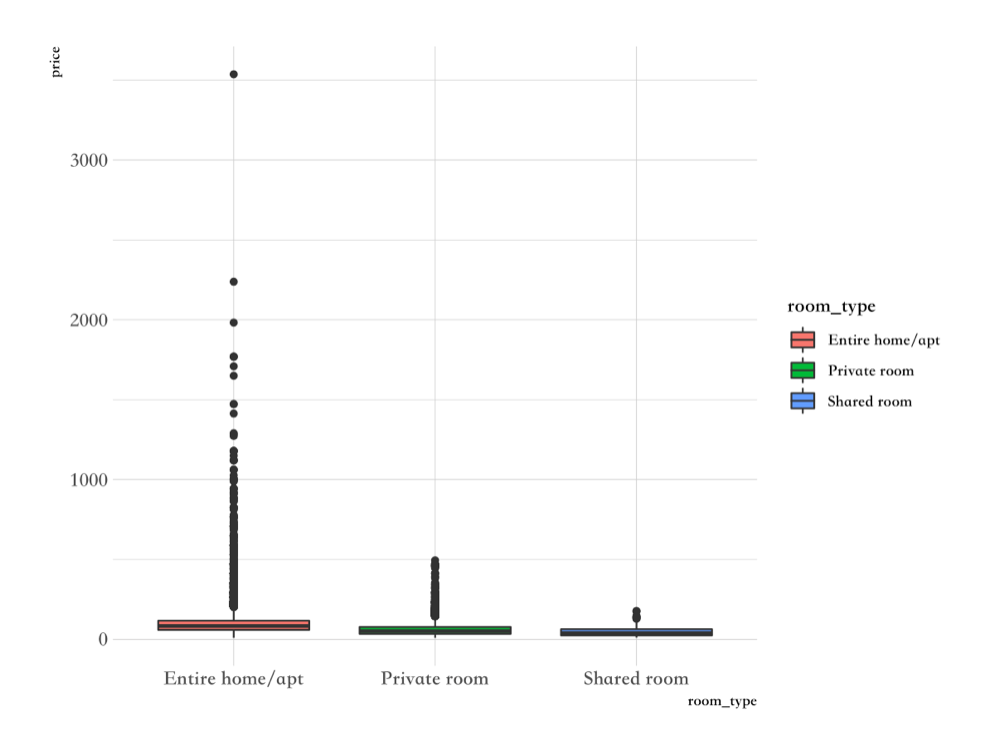 price
3000
2000
1000
0
Entire home/apt
Private room
Shared room
room_type
room_type
Entire home/apt
Private room
Shared room